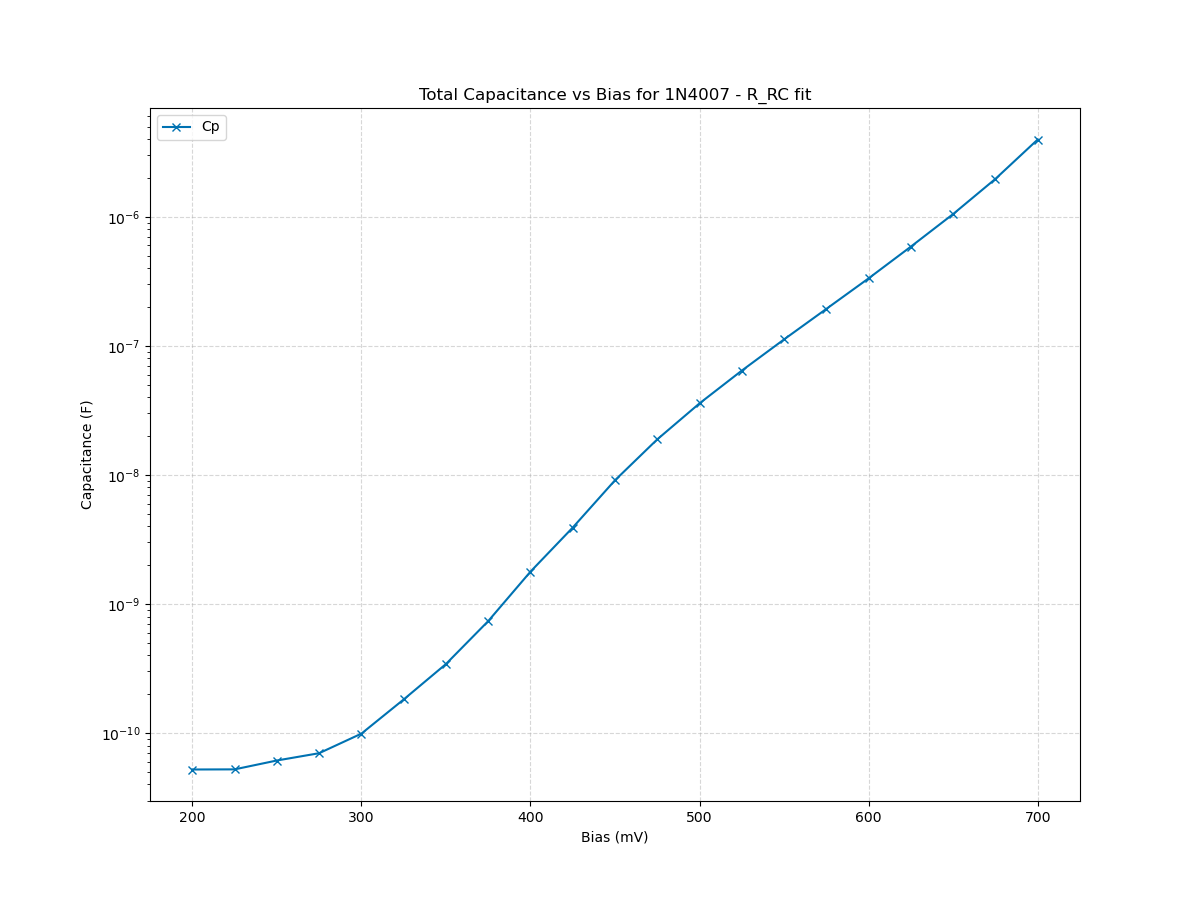 Total Capacitance vs Bias for 1N4007 - R_RC fit
Cp
10⁻⁶
10⁻⁷
10⁻⁸
10⁻⁹
10⁻¹⁰
Capacitance (F)
200 300 400 500 600 700
Bias (mV)